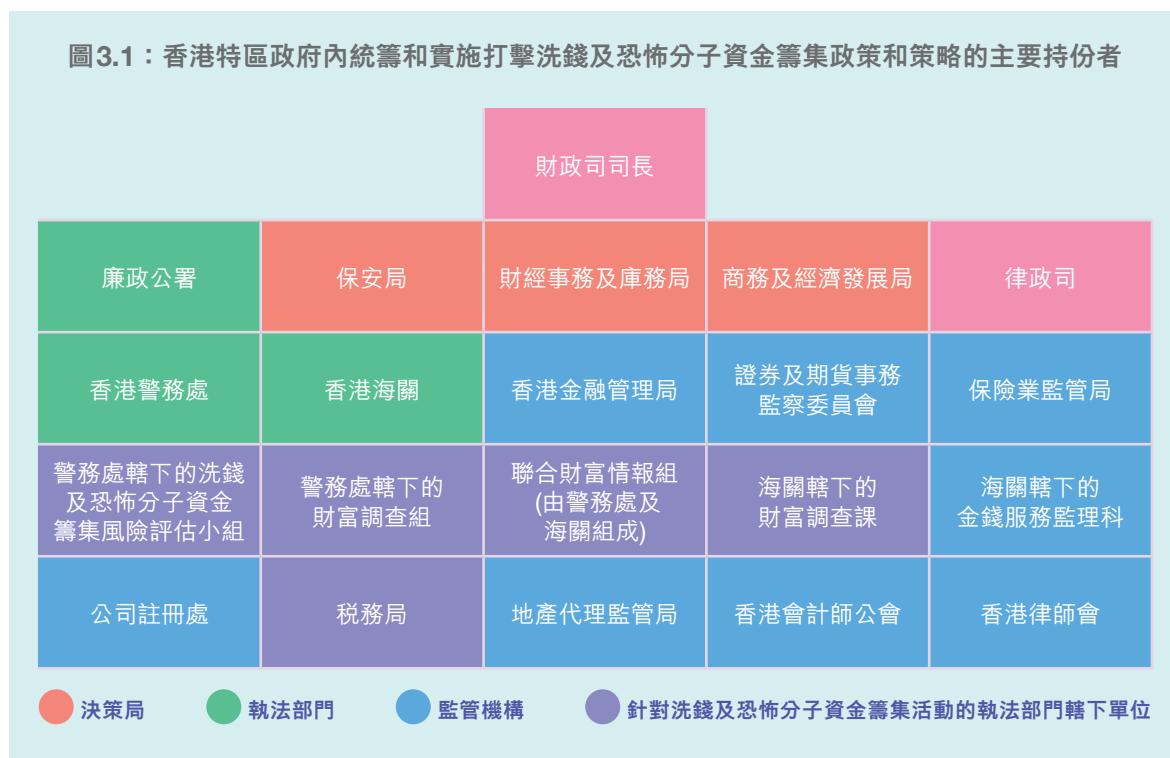 圖3.1：香港特區政府內統籌和實施打擊洗錢及恐怖分子資金籌集政策和策略的主要持份者
財政司司長
廉政公署
保安局
財經事務及庫務局
商務及經濟發展局
律政司
香港警務處
香港海關
香港金融管理局
證券及期貨事務
監察委員會
保險業監管局
警務處轄下的洗錢
及恐怖分子資金
籌集風險評估小組
警務處轄下的
財富調查組
聯合財富情報組
(由警務處及
海關組成)
海關轄下的
財富調查課
海關轄下的
金錢服務監理科
公司註冊處
稅務局
地產代理監管局
香港會計師公會
香港律師會
決策局
執法部門
監管機構
針對洗錢及恐怖分子資金籌集活動的執法部門轄下單位